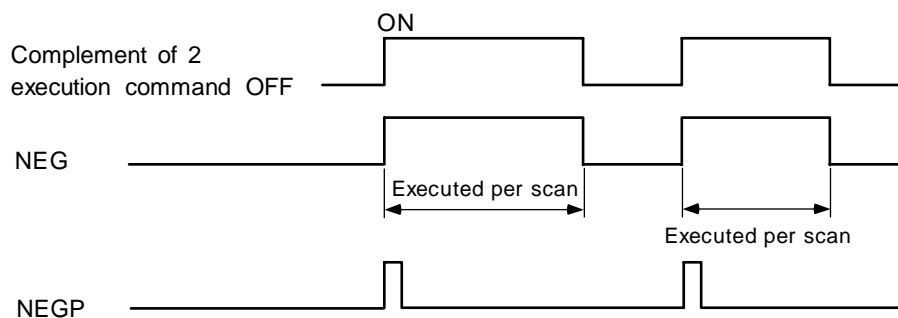 ON
Complement of 2
execution command OFF
NEG
Executed per scan
Executed per scan
NEGP